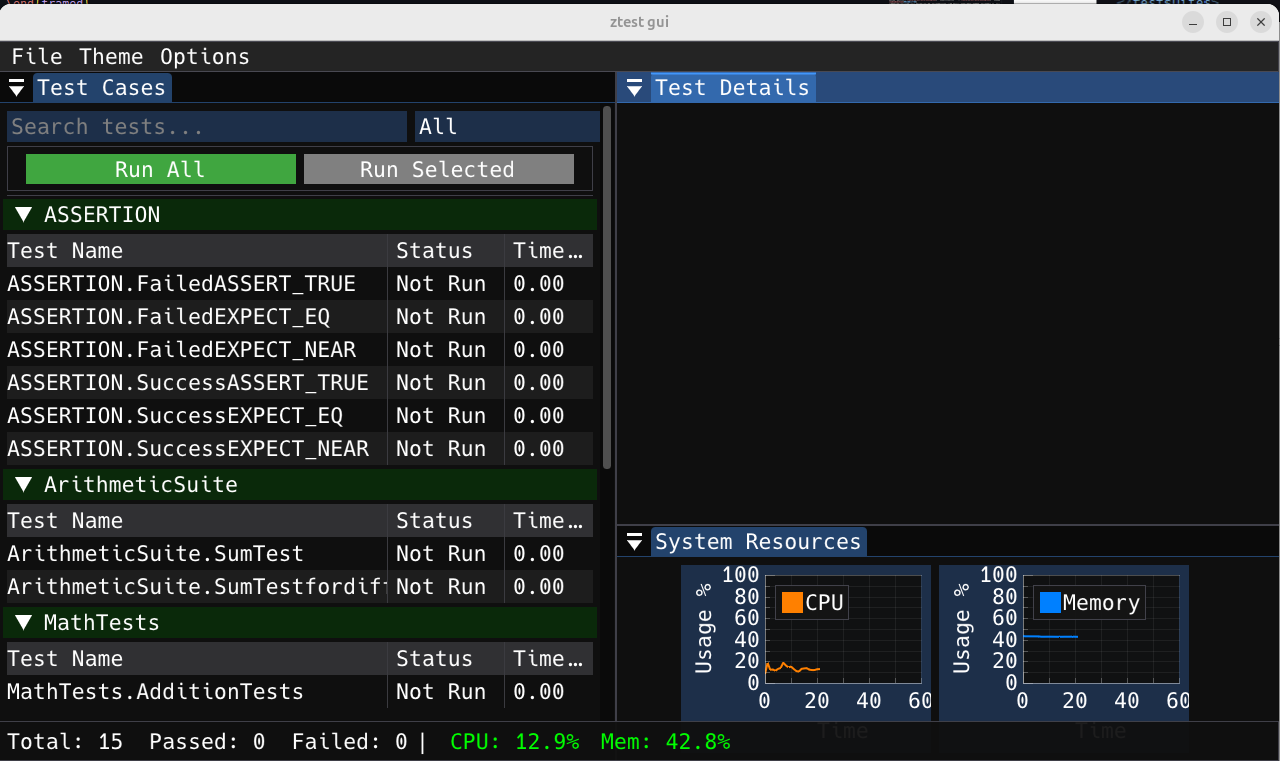 ztest gui
File Theme Options
Test Cases
Search tests...
All
Run All
Run Selected
ASSERTION
Test Name Status Time…
ASSERTION.FailedASSERT_TRUE Not Run 0.00
ASSERTION.FailedEXPECT_EQ Not Run 0.00
ASSERTION.FailedEXPECT_NEAR Not Run 0.00
ASSERTION.SuccessASSERT_TRUE Not Run 0.00
ASSERTION.SuccessEXPECT_EQ Not Run 0.00
ASSERTION.SuccessEXPECT_NEAR Not Run 0.00
ArithmeticSuite
Test Name Status Time…
ArithmeticSuite.SumTest Not Run 0.00
ArithmeticSuite.SumTestfordif Not Run 0.00
MathTests
Test Name Status Time…
MathTests.AdditionTests Not Run 0.00
Test Details
System Resources
Usage %
100
80
60
40
20
0
CPU
0 20 40 60
Time
Usage %
100
80
60
40
20
0
Memory
0 20 40 60
Time
Total: 15 Passed: 0 Failed: 0 | CPU: 12.9% Mem: 42.8%